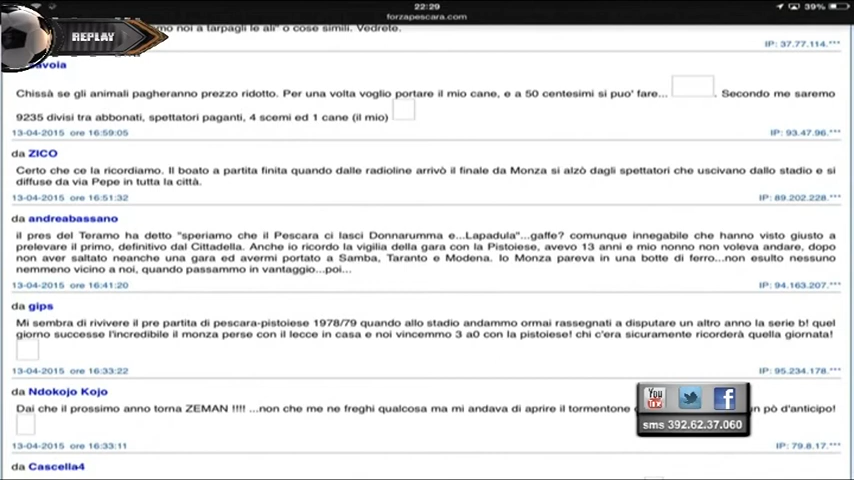 22:29
39%
forzapescara.com
REPLAY
mo noi a tarpagli le ali" o cose simili. Vedrete.
IP: 37.77.114.***
Chissà se gli animali pagheranno prezzo ridotto. Per una volta voglio portare il mio cane, e a 50 centesimi si puo' fare... . Secondo me saremo
9235 divisi tra abbonati, spettatori paganti, 4 scemi ed 1 cane (il mio)
13-04-2015 ore 16:59:05 IP: 93.47.96.***
da ZICO
Certo che ce la ricordiamo. Il boato a partita finita quando dalle radioline arrivò il finale da Monza si alzò dagli spettatori che uscivano dallo stadio e si
diffuse da via Pepe in tutta la città.
13-04-2015 ore 16:51:32 IP: 89.202.228.***
da andreabassano
il pres del Teramo ha detto "speriamo che il Pescara ci lasci Donnarumma e...Lapadula"...gaffe? comunque innegabile che hanno visto giusto a
prelevare il primo, definitivo dal Cittadella. Anche io ricordo la vigilia della gara con la Pistoiese, avevo 13 anni e mio nonno non voleva andare, dopo
non aver saltato neanche una gara ed avermi portato a Samba, Taranto e Modena. Io Monza pareva in una botte di ferro...non esulto nessuno
nemmeno vicino a noi, quando passammo in vantaggio...poi...
13-04-2015 ore 16:41:20 IP: 94.163.207.***
da gips
Mi sembra di rivivere il pre partita di pescara-pistoiese 1978/79 quando allo stadio andammo ormai rassegnati a disputare un altro anno la serie b! quel
giorno successe l'incredibile il monza perse con il lecce in casa e noi vincemmo 3 a0 con la pistoiese! chi c'era sicuramente ricorderà quella giornata!
13-04-2015 ore 16:33:22 IP: 95.234.178.***
da Ndokojo Kojo
Dai che il prossimo anno torna ZEMAN !!!! ...non che me ne freghi qualcosa ma mi andava di aprire il tormentone un pò d'anticipo!
You Tube
sms 392.62.37.060
13-04-2015 ore 16:33:11 IP: 79.8.17.***
da Cascella4